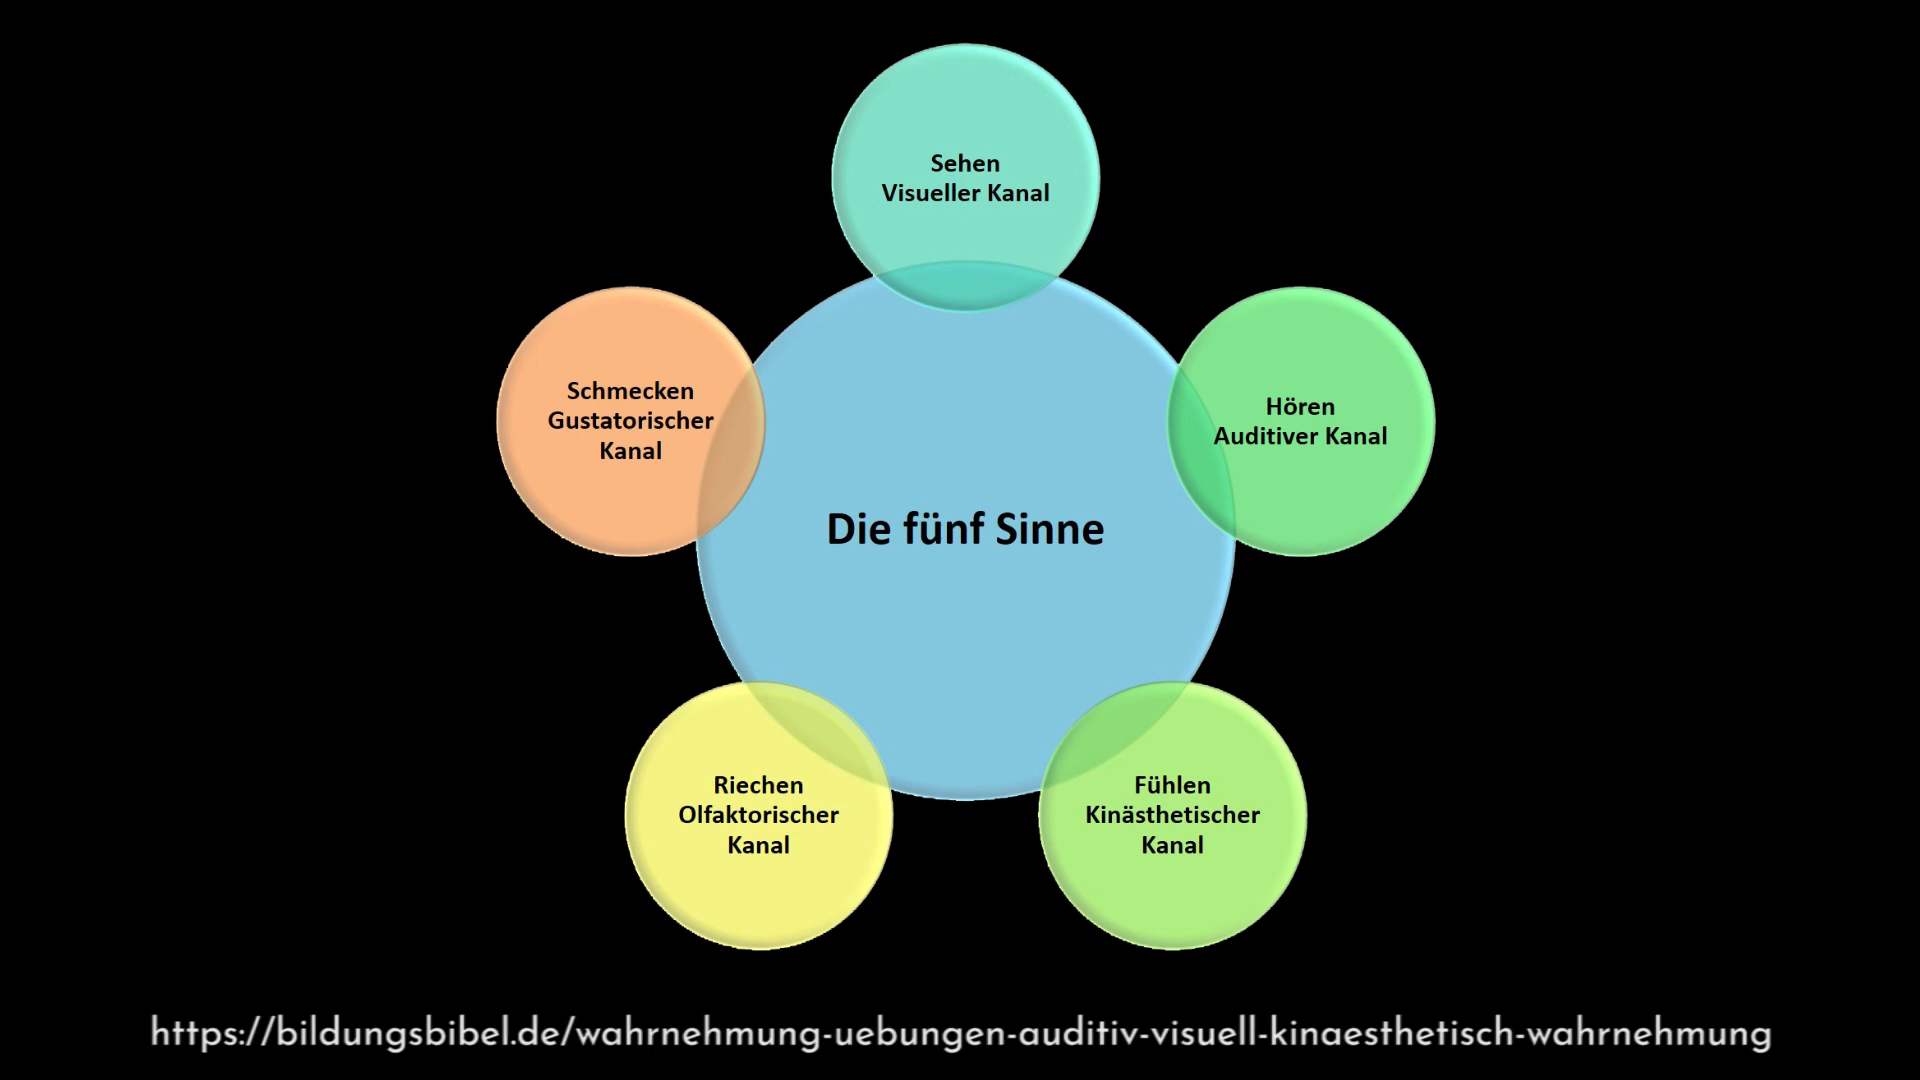 Sehen
Visueller Kanal
Schmecken
Gustatorischer
Kanal
Hören
Auditiver Kanal
Die fünf Sinne
Riechen
Olfaktorischer
Kanal
Fühlen
Kinästhetischer
Kanal
https://bildungsbibel.de/wahrnehmung-uebungen-auditiv-visuell-kinaesthetisch-wahrnehmung